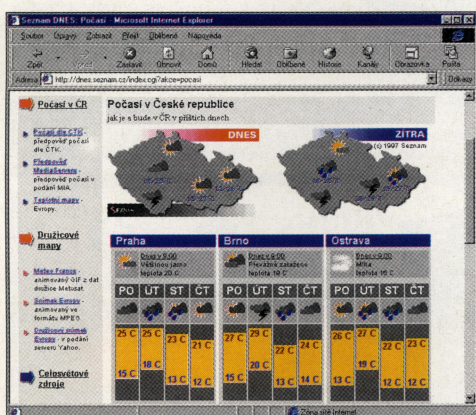 Seznam DNES: Počasí - Microsoft Internet Explorer
Soubor Úpravy Zobrazit Přejít Oblíbené Nápověda
Zpět Vpřed Zastavit Obnovit Domů Hledat Oblíbené Historie Kanály Obrazovka Pošta
Adresa http://dnes.seznam.cz/index.cgi?akce=pocasi Odkazy
Počasí v ČR
Počasí dle ČTK -
předpověď počasí
dle ČTK.
Předpověď
MediaServeru -
předpověď počasí v
podání MIA.
Teplotní mapy -
Evropy.
Družicové
mapy
Meteo France -
animovaný GIF z dat
družice Meteosat
Snímek Evropy -
animovaný ve
formátu MPEG.
Družicový snímek
Evropy - v podání
serveru Yahoo.
Celosvětové
zdroje
Počasí v České republice
jak je a bude v ČR v příštích dnech
DNES
ZÍTRA
(c) 1997 Seznam
Praha
Dnes v 9:00
Většinou jasno
teplota 20 C
PO ÚT ST ČT
25 C 25 C 23 C 21 C
15 C 18 C 13 C 12 C
Brno
Dnes v 9:00
Převážně zataženo
teplota 19 C
PO ÚT ST ČT
27 C 29 C 22 C 24 C
15 C 20 C 13 C 14 C
Ostrava
Dnes v 9:00
Mlha
teplota 16 C
PO ÚT ST ČT
26 C 27 C 22 C 23 C
13 C 19 C 12 C 12 C
Zóna sítě Internet